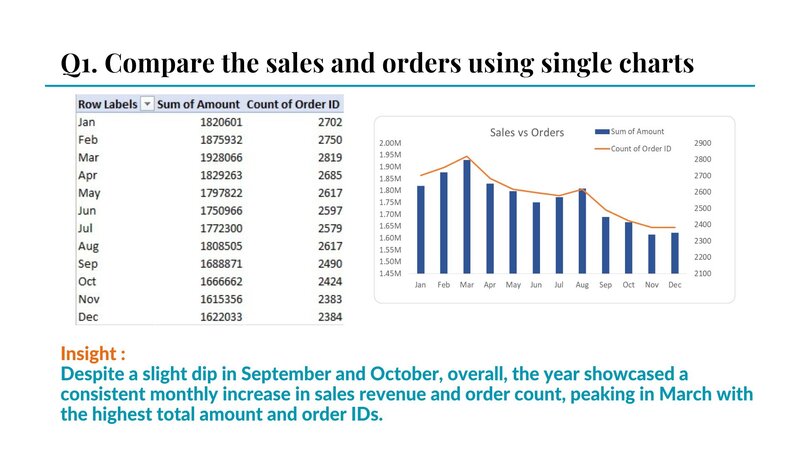 Q1. Compare the sales and orders using single charts
Row Labels Sum of Amount Count of Order ID
Jan 1820601 2702
Feb 1875932 2750
Mar 1928066 2819
Apr 1829263 2685
May 1797822 2617
Jun 1750966 2597
Jul 1772300 2579
Aug 1808505 2617
Sep 1688871 2490
Oct 1666662 2424
Nov 1615356 2383
Dec 1622033 2384
Sales vs Orders
Sum of Amount
Count of Order ID
2.00M
1.95M
1.90M
1.85M
1.80M
1.75M
1.70M
1.65M
1.60M
1.55M
1.50M
1.45M
2900
2800
2700
2600
2500
2400
2300
2200
2100
Jan Feb Mar Apr May Jun Jul Aug Sep Oct Nov Dec
Insight :
Despite a slight dip in September and October, overall, the year showcased a
consistent monthly increase in sales revenue and order count, peaking in March with
the highest total amount and order IDs.